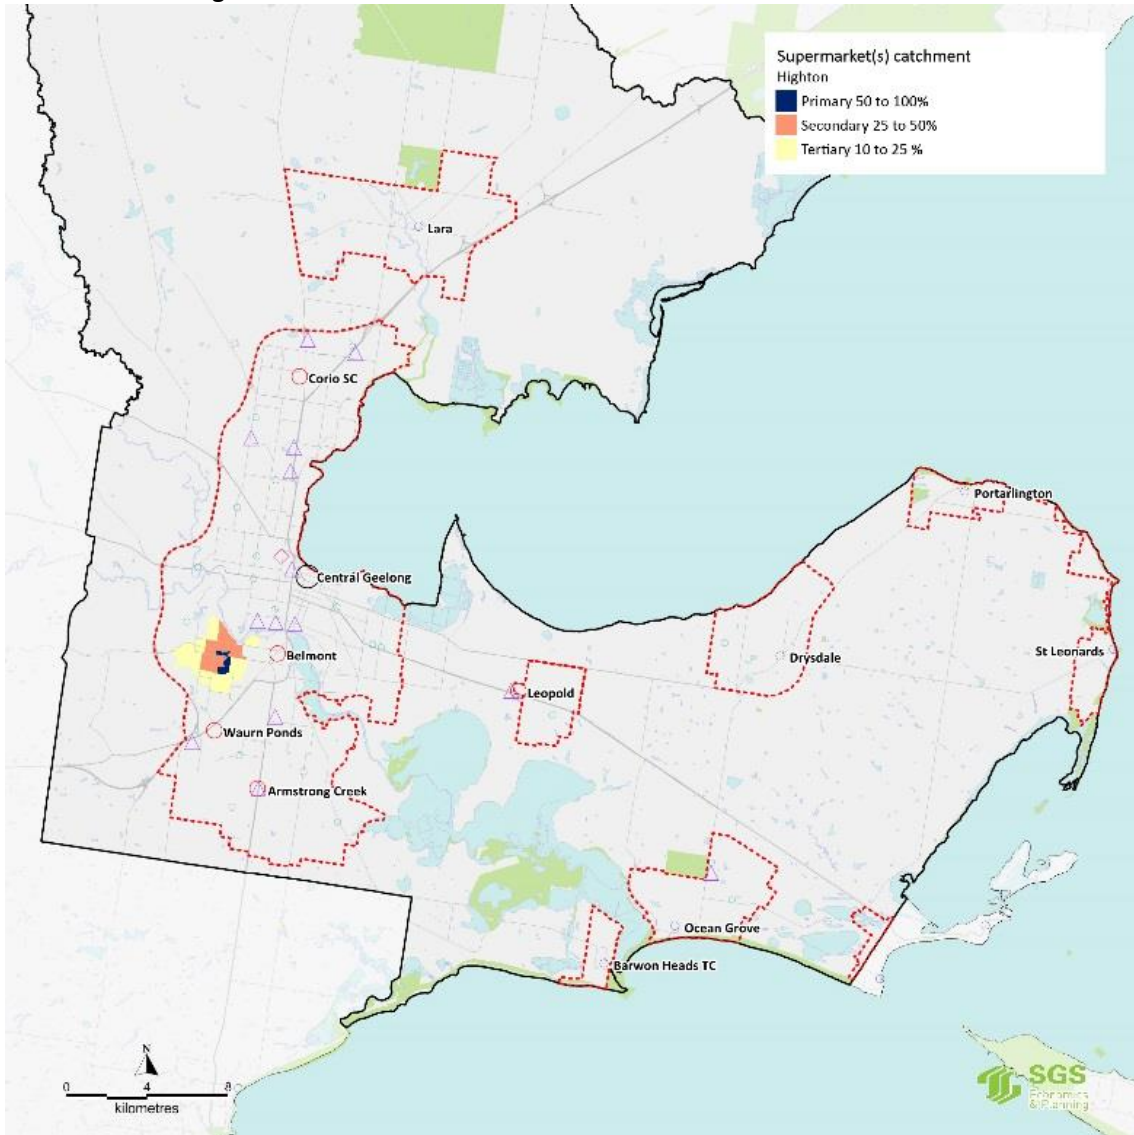 Supermarket(s) catchment
Highton
Primary 50 to 100%
Secondary 25 to 50%
Tertiary 10 to 25 %
Lara
Corio SC
Portarlington
Central Geelong
St Leonards
Belmont
Drysdale
Leopold
Waurn Ponds
Armstrong Creek
Ocean Grove
Barwon Heads TC
N
0 4 8
kilometres
SGS
Economics
& Planning